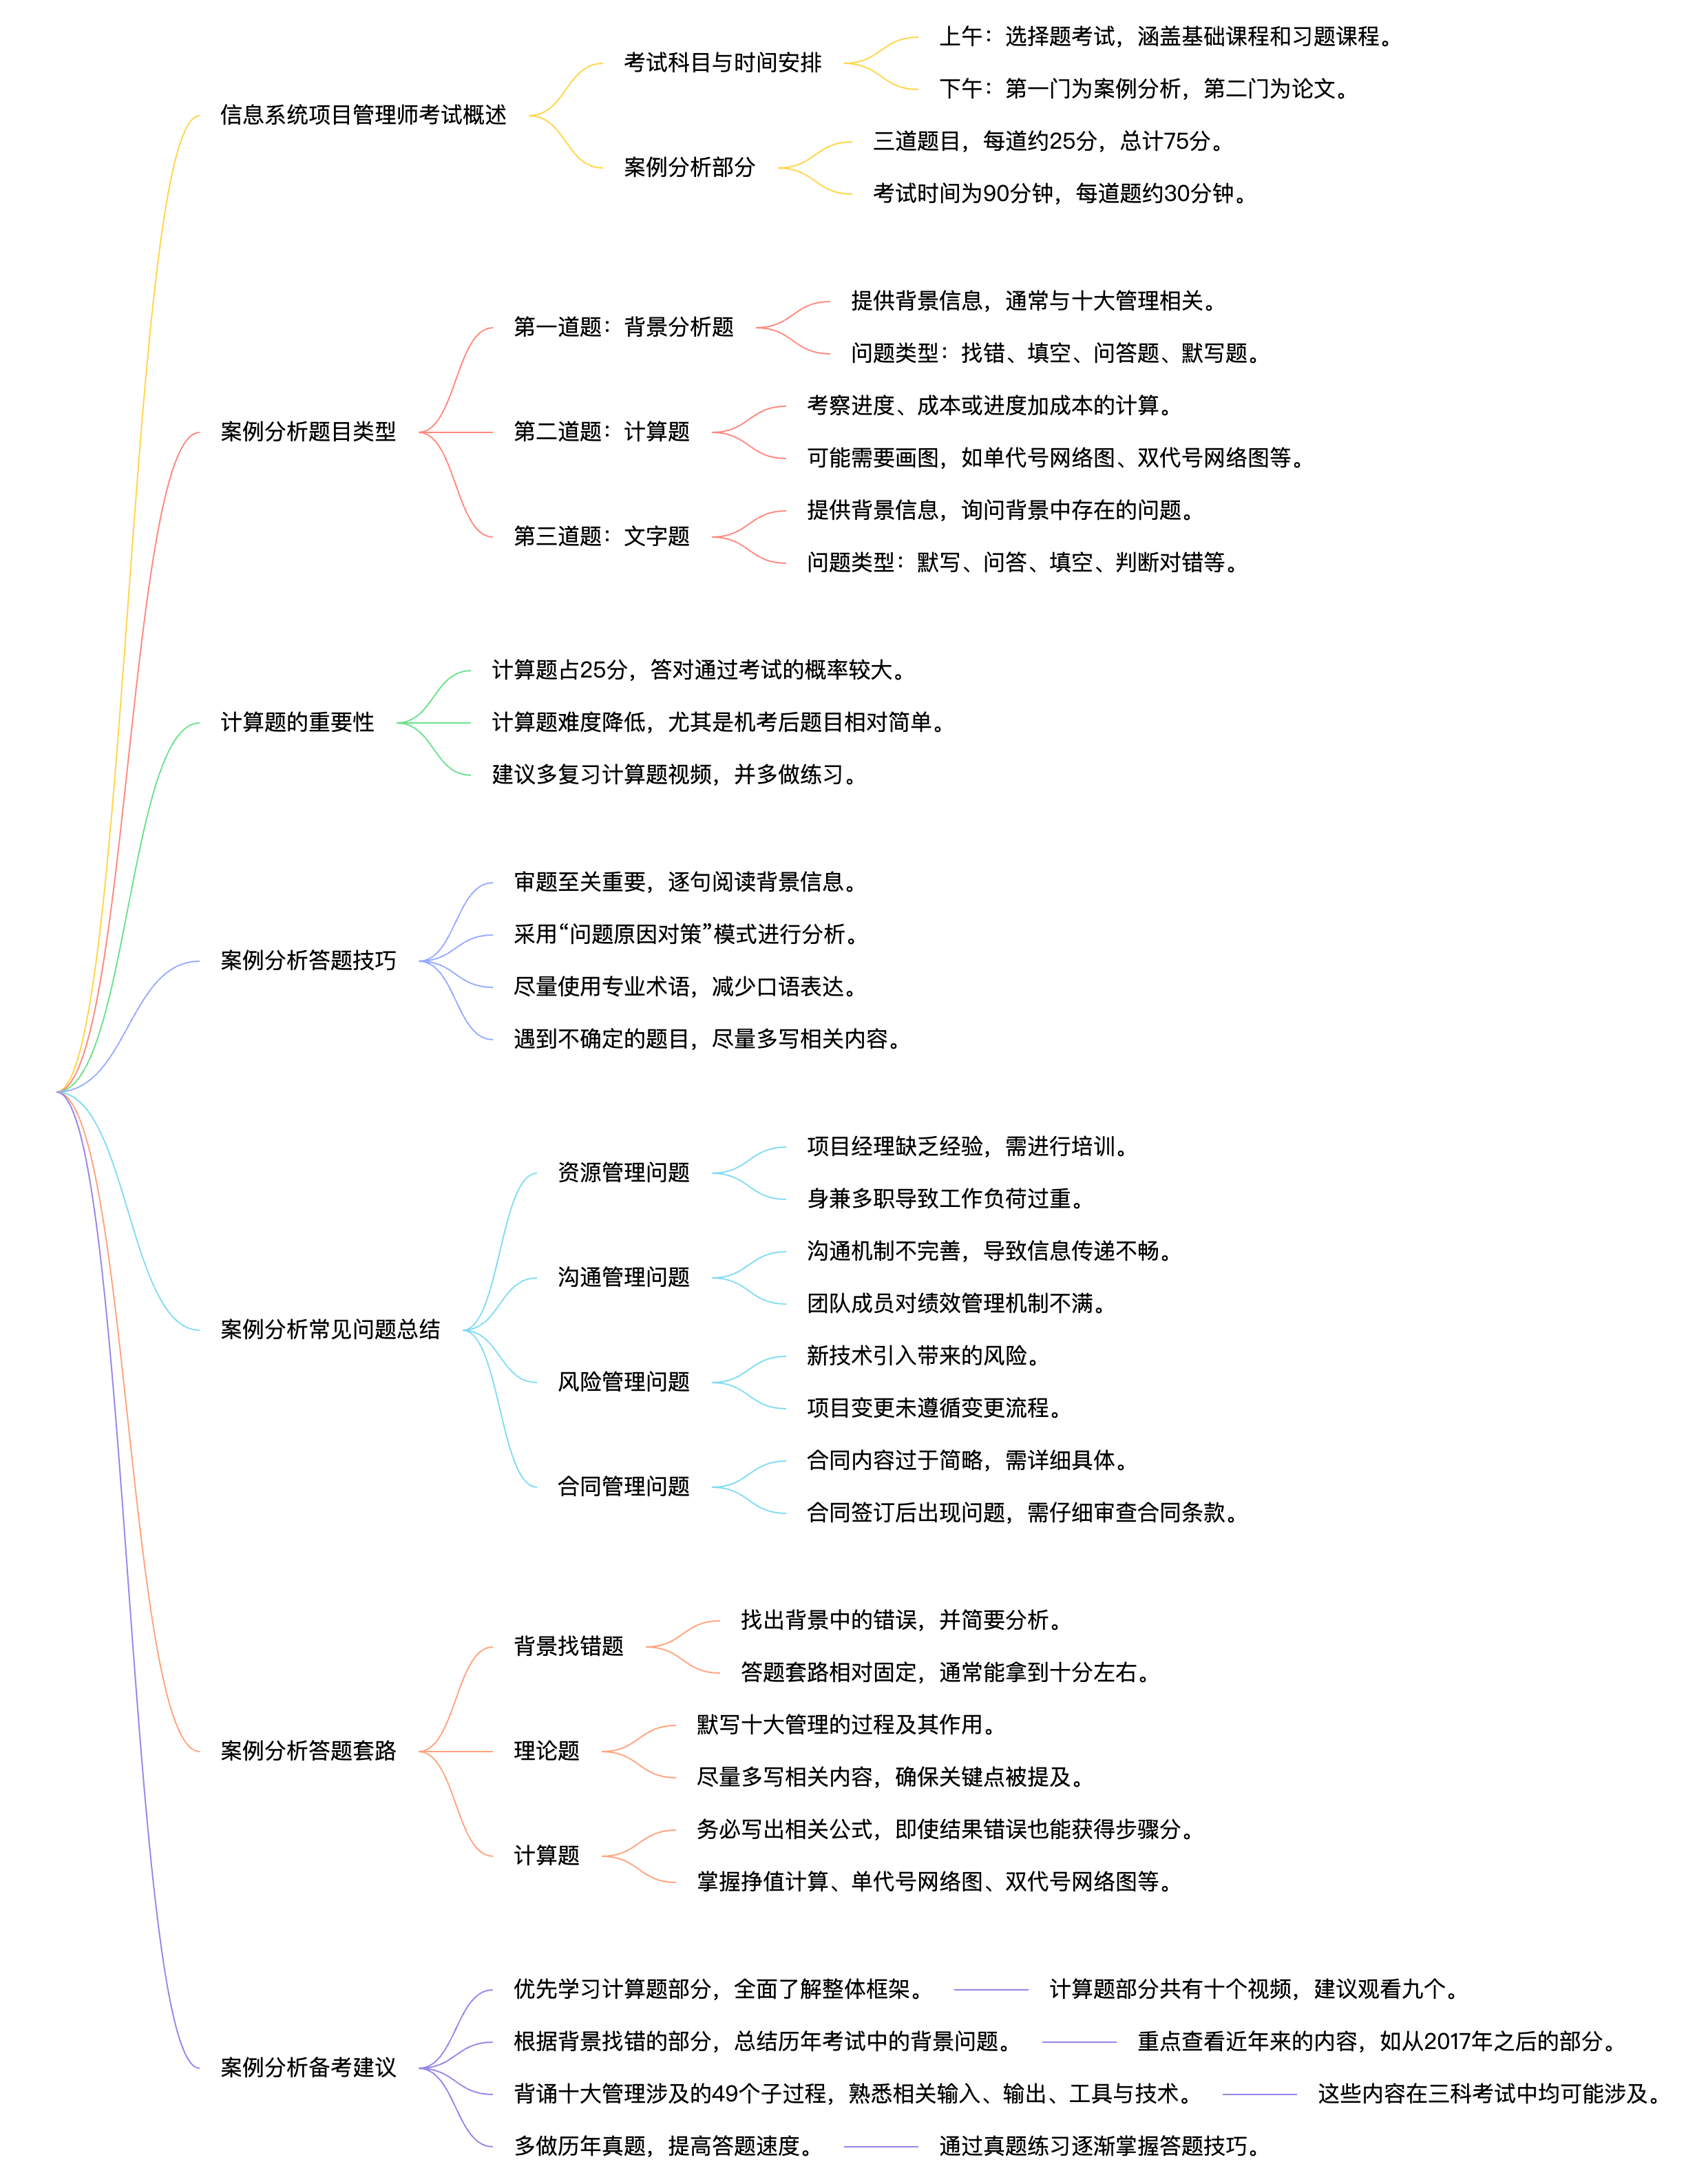 信息系统项目管理师考试概述
考试科目与时间安排
上午：选择题考试，涵盖基础课程和习题课程。
下午：第一门为案例分析，第二门为论文。
案例分析部分
三道题目，每道约25分，总计75分。
考试时间为90分钟，每道题约30分钟。
案例分析题目类型
第一道题：背景分析题
提供背景信息，通常与十大管理相关。
问题类型：找错、填空、问答题、默写题。
第二道题：计算题
考察进度、成本或进度加成本的计算。
可能需要画图，如单代号网络图、双代号网络图等。
第三道题：文字题
提供背景信息，询问背景中存在的问题。
问题类型：默写、问答、填空、判断对错等。
计算题的重要性
计算题占25分，答对通过考试的概率较大。
计算题难度降低，尤其是机考后题目相对简单。
建议多复习计算题视频，并多做练习。
案例分析答题技巧
审题至关重要，逐句阅读背景信息。
采用“问题原因对策”模式进行分析。
尽量使用专业术语，减少口语表达。
遇到不确定的题目，尽量多写相关内容。
案例分析常见问题总结
资源管理问题
项目经理缺乏经验，需进行培训。
身兼多职导致工作负荷过重。
沟通管理问题
沟通机制不完善，导致信息传递不畅。
团队成员对绩效管理机制不满。
风险管理问题
新技术引入带来的风险。
项目变更未遵循变更流程。
合同管理问题
合同内容过于简略，需详细具体。
合同签订后出现问题，需仔细审查合同条款。
案例分析答题套路
背景找错题
找出背景中的错误，并简要分析。
答题套路相对固定，通常能拿到十分左右。
理论题
默写十大管理的过程及其作用。
尽量多写相关内容，确保关键点被提及。
计算题
务必写出相关公式，即使结果错误也能获得步骤分。
掌握挣值计算、单代号网络图、双代号网络图等。
案例分析备考建议
优先学习计算题部分，全面了解整体框架。
计算题部分共有十个视频，建议观看九个。
根据背景找错的部分，总结历年考试中的背景问题。
重点查看近年来的内容，如从2017年之后的部分。
背诵十大管理涉及的49个子过程，熟悉相关输入、输出、工具与技术。
这些内容在三科考试中均可能涉及。
多做历年真题，提高答题速度。
通过真题练习逐渐掌握答题技巧。